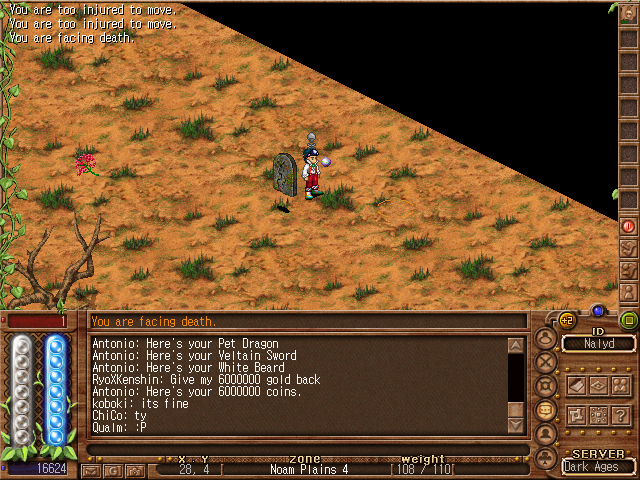 You are too injured to move.
You are too injured to move.
You are facing death.
1
You are facing death.
+2
ID
Nalyd
Antonio: Here's your Pet Dragon
Antonio: Here's your Veltain Sword
Antonio: Here's your White Beard
RyoXKenshin: Give my 6000000 gold back
Antonio: Here's your 6000000 coins.
koboki: its fine
ChiCo: ty
Qualm: :P
?
X Y zone weight
SERVER
16624
G
28, 4 [ Noam Plains 4 [108 / 110[
Dark Ages